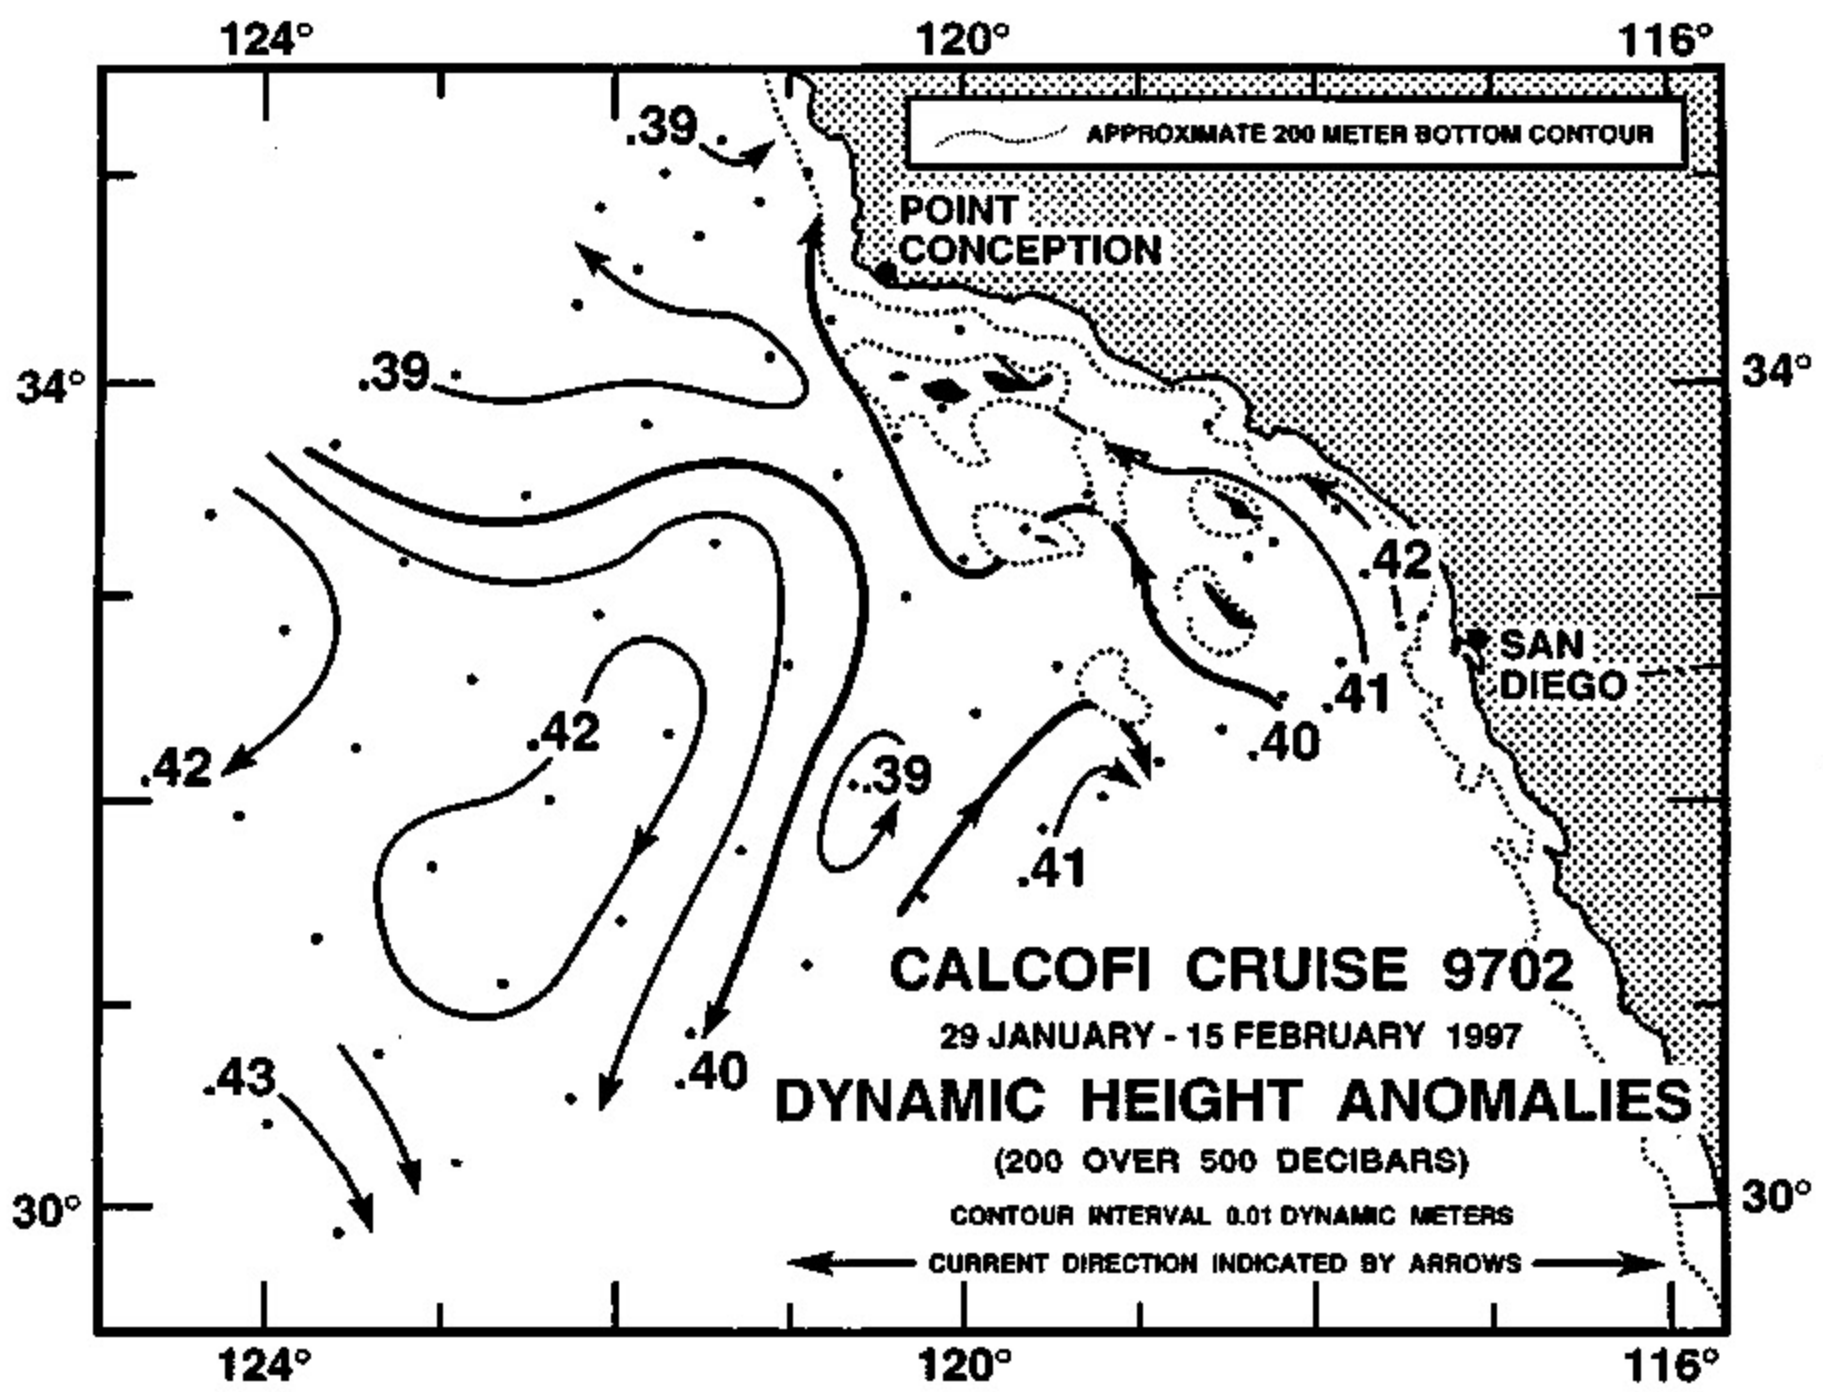 124° 120° 116°
.39
APPROXIMATE 200 METER BOTTOM CONTOUR
POINT
CONCEPTION
34° .39 34°
.42
SAN
DIEGO
.41
.42 .40
.42 .39
.41
CALCOFI CRUISE 9702
29 JANUARY - 15 FEBRUARY 1997
.43 .40
DYNAMIC HEIGHT ANOMALIES
(200 OVER 500 DECIBARS)
30° 30°
CONTOUR INTERVAL 0.01 DYNAMIC METERS
CURRENT DIRECTION INDICATED BY ARROWS
124° 120° 116°